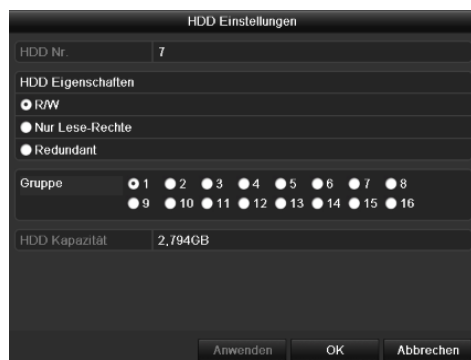 HDD Einstellungen
HDD Nr. 7
HDD Eigenschaften
R/W
Nur Lese-Rechte
Redundant
Gruppe 1 2 3 4 5 6 7 8
9 10 11 12 13 14 15 16
HDD Kapazität 2,794GB
Anwenden OK Abbrechen